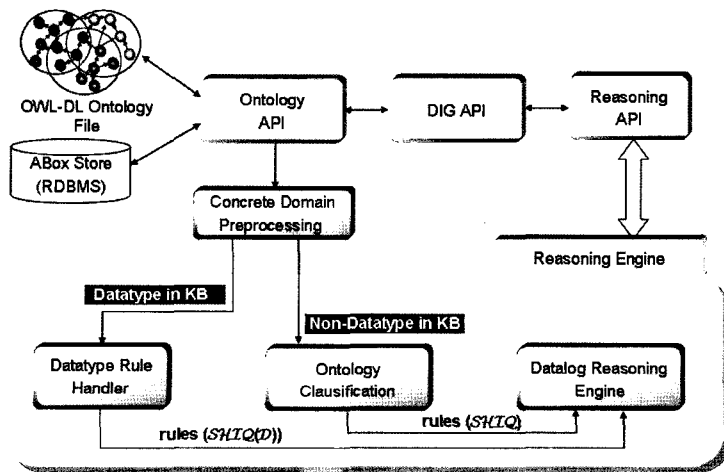 OWL-DL Ontology
File
ABox Store
(RDBMS)
Ontology
API
DIG API
Reasoning
API
Concrete Domain
Preprocessing
Reasoning Engine
Datatype in KB
Non-Datatype in KB
Datatype Rule
Handler
Ontology
Clausification
Datalog Reasoning
Engine
rules (SHIQ)
rules (SHIQ(D))